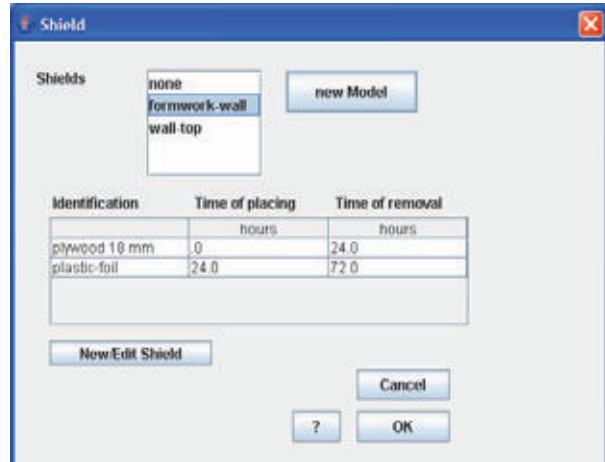 Shield
Shields
none
formwork-wall
wall-top
new Model
Identification Time of placing Time of removal
hours hours
plywood 18 mm .0 24.0
plastic-foil 24.0 72.0
New/Edit Shield
Cancel
? OK